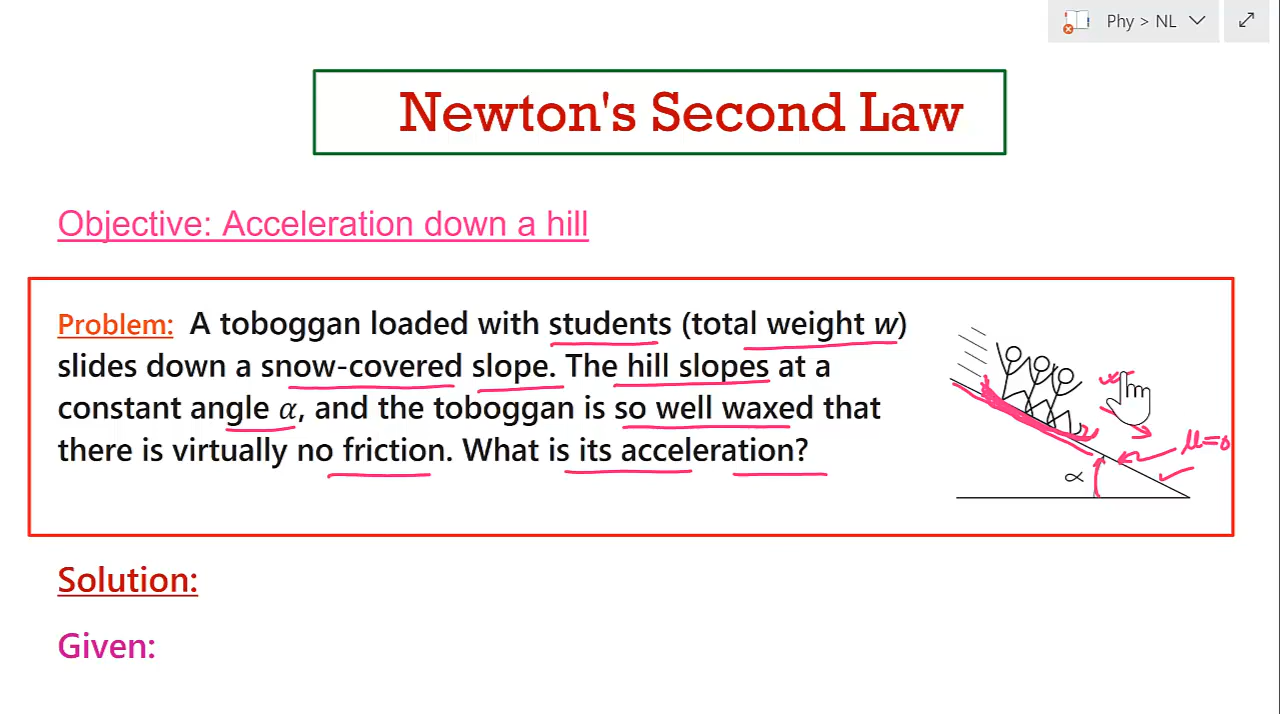 Phy > NL
Newton's Second Law
Objective: Acceleration down a hill
Problem: A toboggan loaded with students (total weight w)
slides down a snow-covered slope. The hill slopes at a
constant angle α, and the toboggan is so well waxed that
there is virtually no friction. What is its acceleration?
μ=0
α
Solution:
Given: